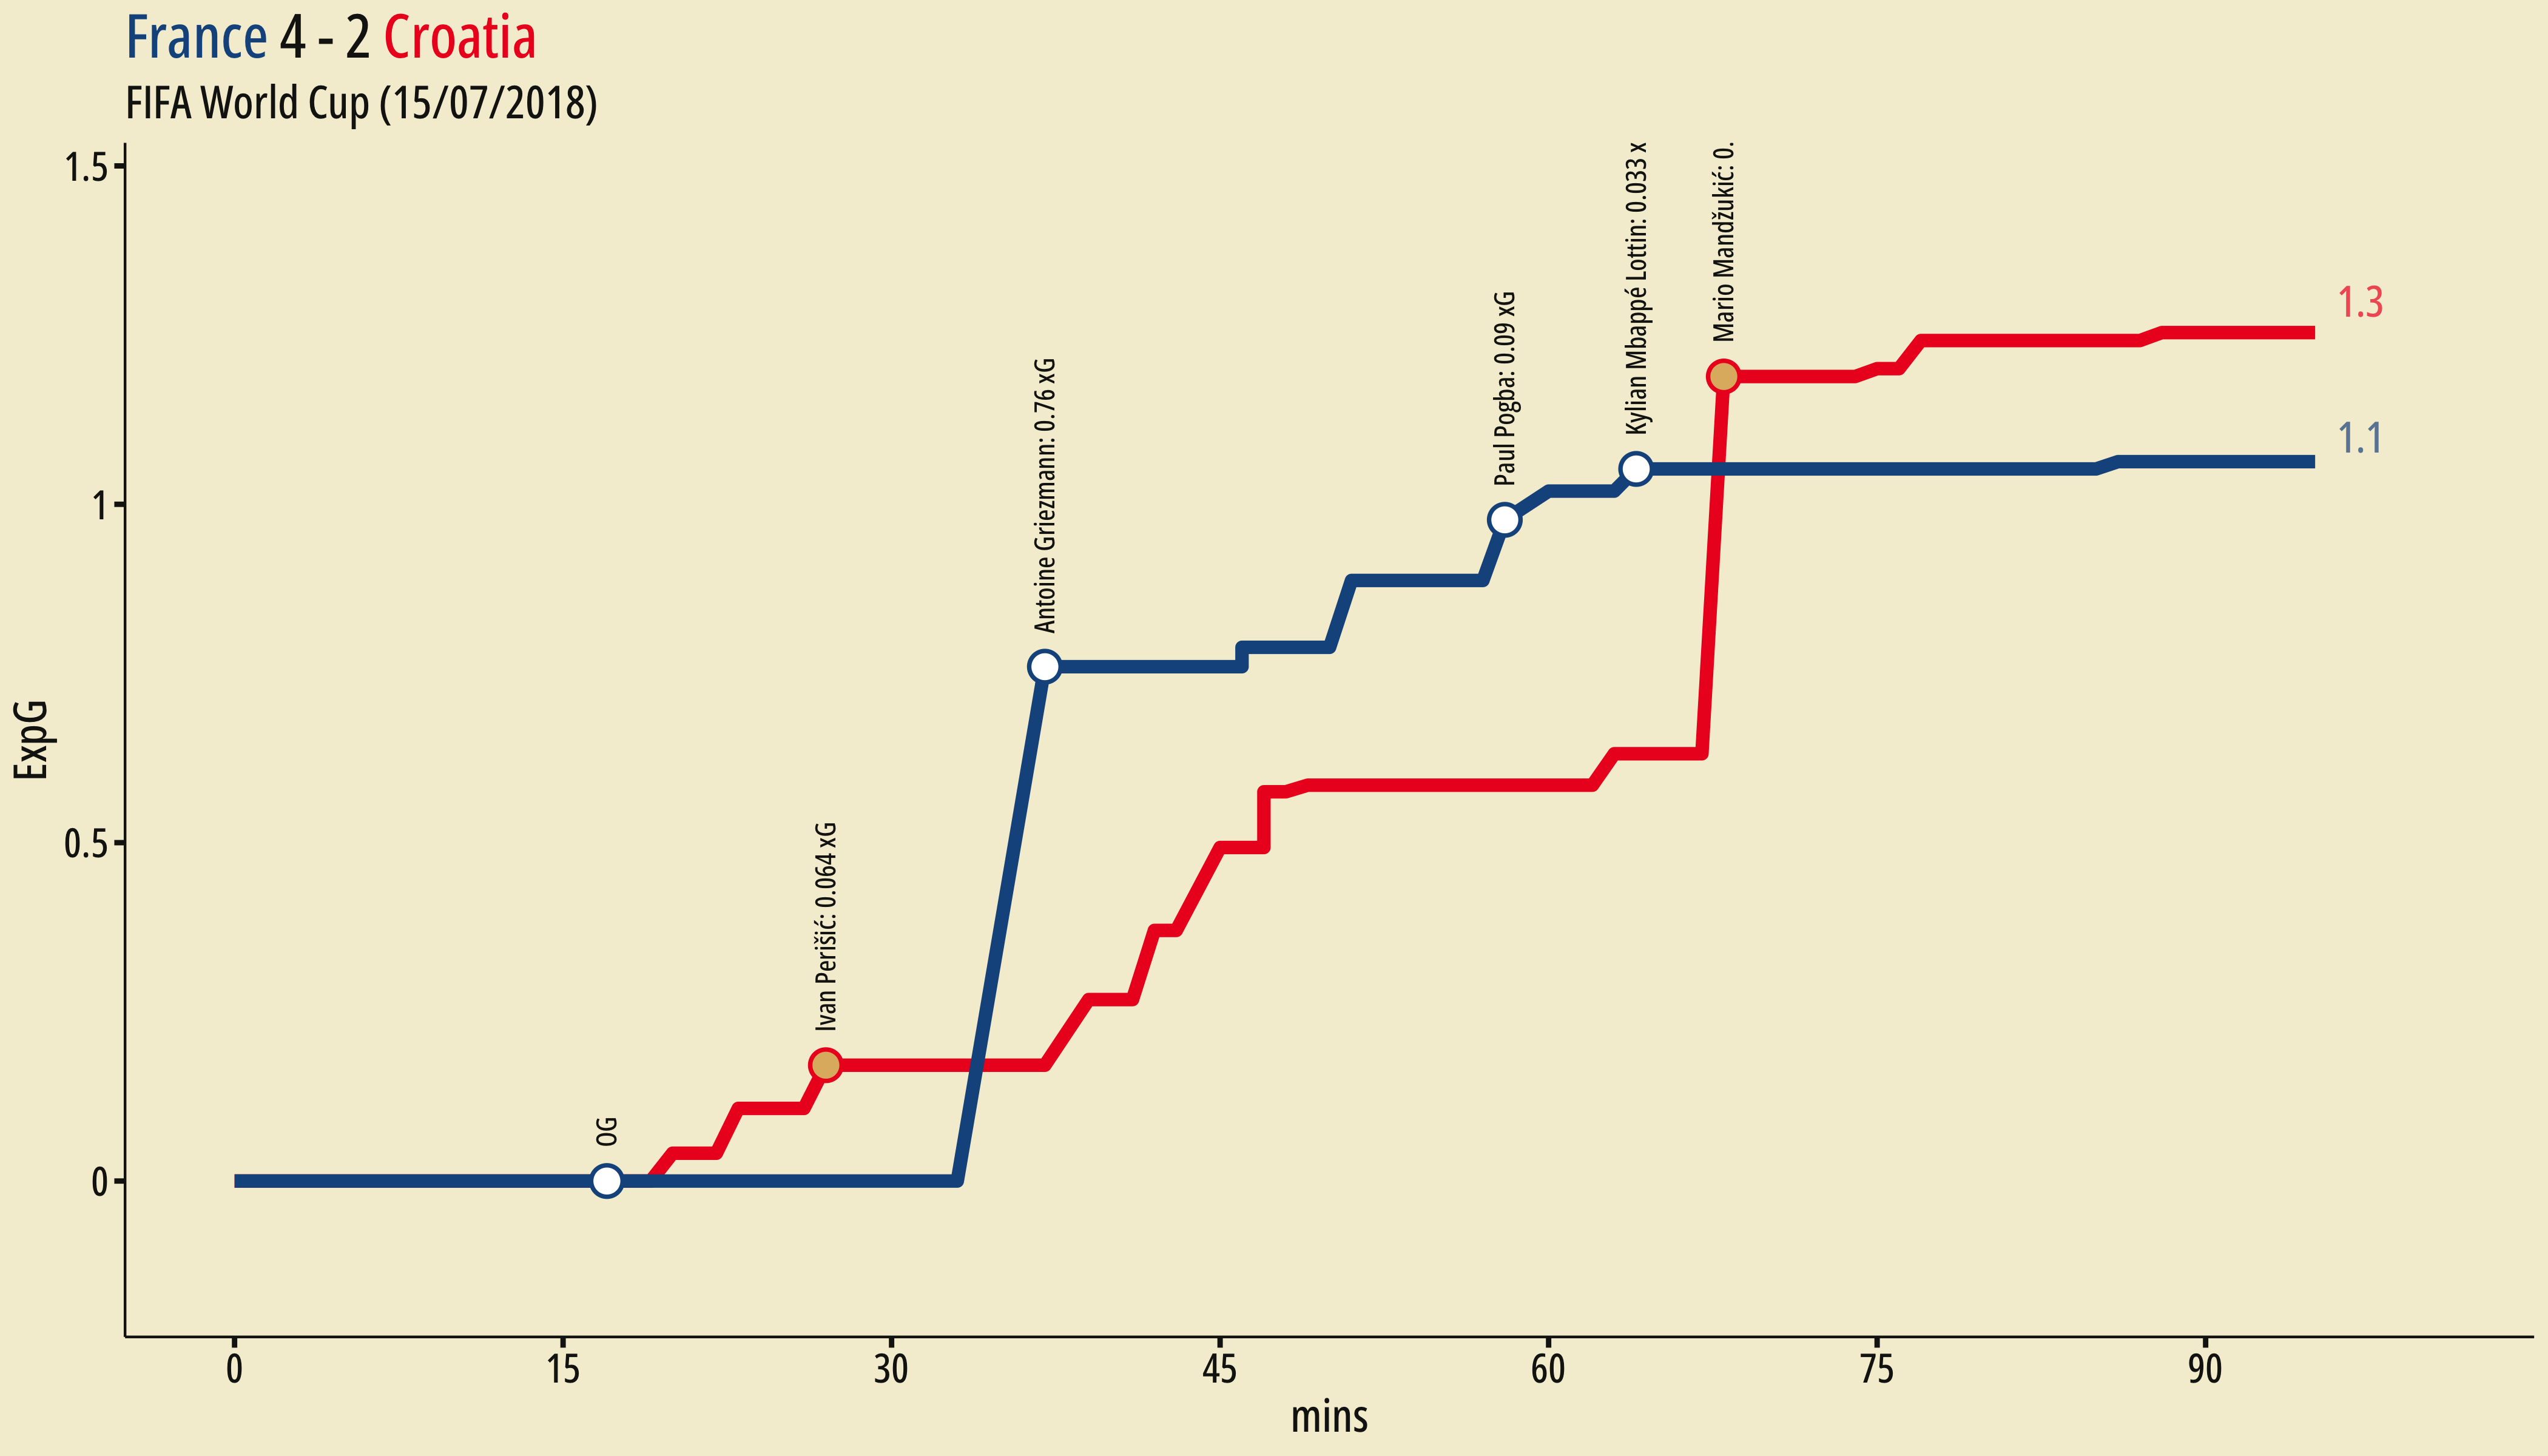 France 4 - 2 Croatia
FIFA World Cup (15/07/2018)
1.5
1
0.5
0
ExpG
OG
Ivan Perišić: 0.064 xG
Antoine Griezmann: 0.76 xG
Paul Pogba: 0.09 xG
Kylian Mbappé Lottin: 0.033 x
Mario Mandžukić: 0.
1.3
1.1
0 15 30 45 60 75 90
mins